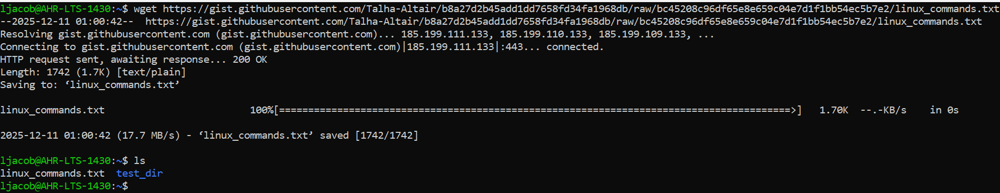 ljacob@AHR-LTS-1430:~$ wget https://gist.githubusercontent.com/Talha-Altair/b8a27d2b45add1dd7658fd34fa1968db/raw/bc45208c96df65e8e659c04e7d1f1bb54ec5b7e2/linux_commands.txt
--2025-12-11 01:00:42--  https://gist.githubusercontent.com/Talha-Altair/b8a27d2b45add1dd7658fd34fa1968db/raw/bc45208c96df65e8e659c04e7d1f1bb54ec5b7e2/linux_commands.txt
Resolving gist.githubusercontent.com (gist.githubusercontent.com)... 185.199.111.133, 185.199.110.133, 185.199.109.133, ...
Connecting to gist.githubusercontent.com (gist.githubusercontent.com)|185.199.111.133|:443... connected.
HTTP request sent, awaiting response... 200 OK
Length: 1742 (1.7K) [text/plain]
Saving to: ‘linux_commands.txt’
linux_commands.txt                         100%[========================================================================================>]   1.70K  --.-KB/s    in 0s
2025-12-11 01:00:42 (17.7 MB/s) - ‘linux_commands.txt’ saved [1742/1742]
ljacob@AHR-LTS-1430:~$ ls
linux_commands.txt  test_dir
ljacob@AHR-LTS-1430:~$